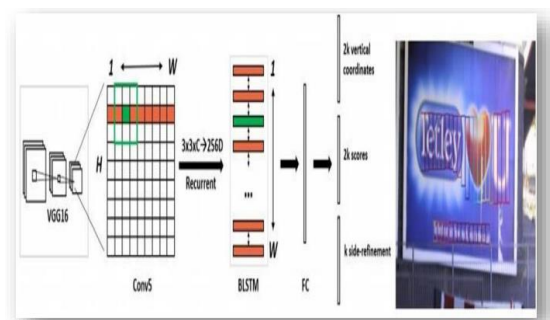 1 W
H
VGG16
Conv5
3x3xC→256D
Recurrent
1
...
W
BLSTM
FC
2k vertical
coordinates
2k scores
k side-refinement
Tetley
U